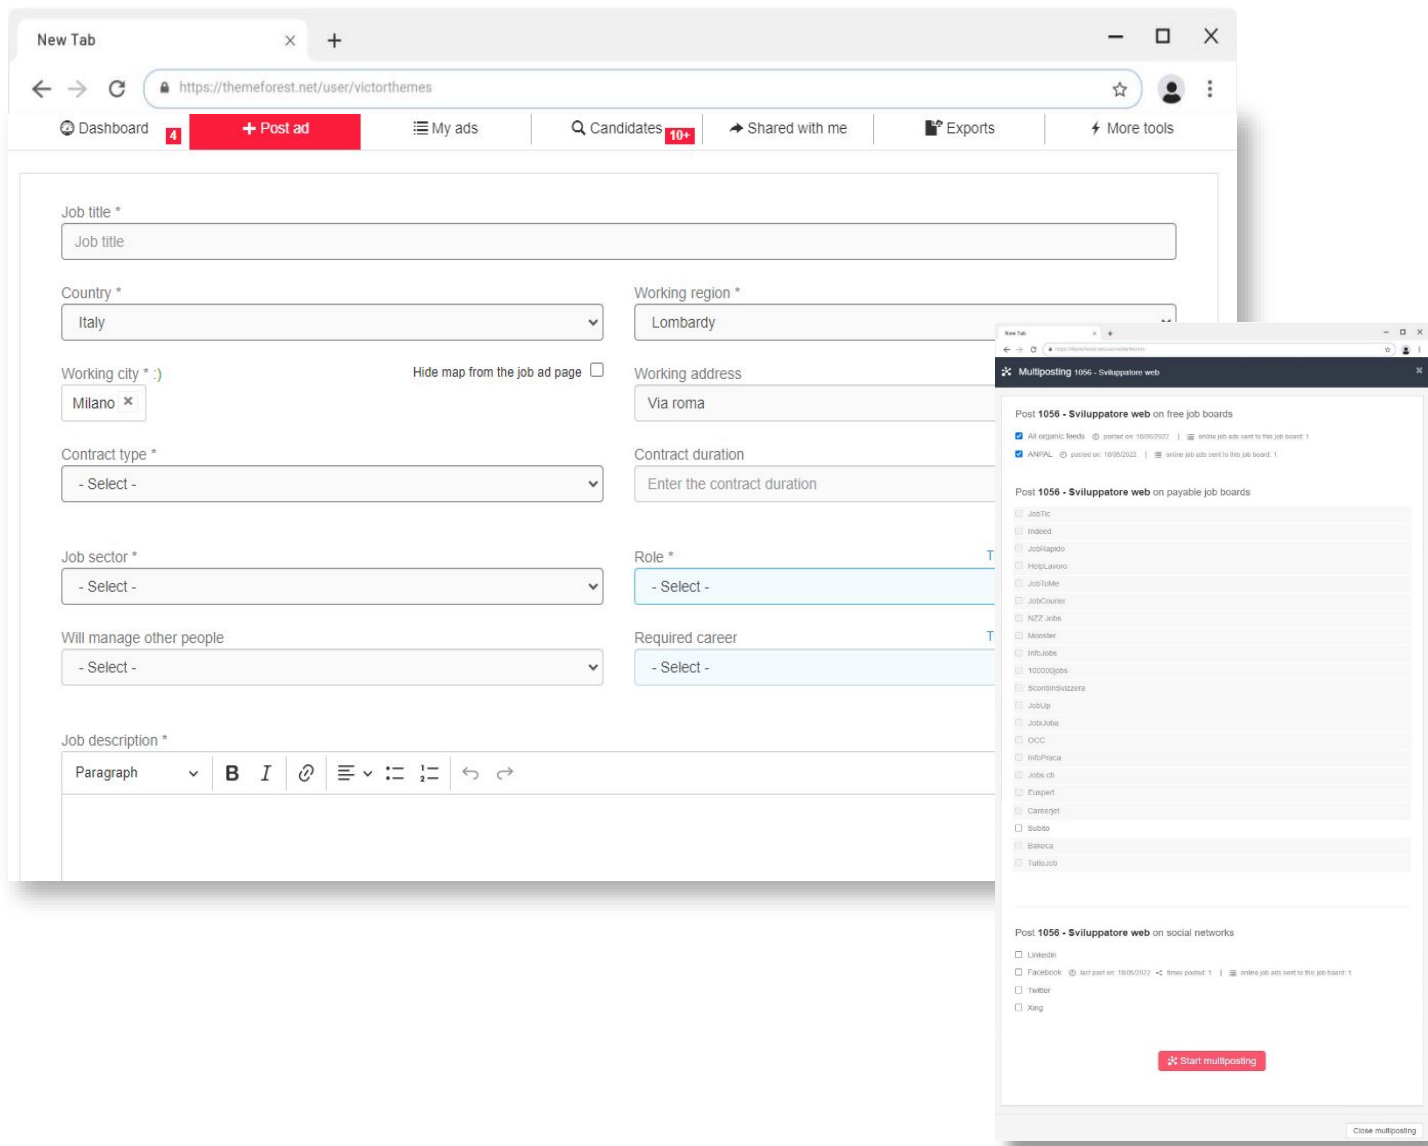 New Tab
https://themeforest.net/user/victorthemes
Dashboard 4 + Post ad My ads Candidates 10+ Shared with me Exports More tools
Job title *
Job title
Country * Working region *
Italy Lombardy
Working city * :) Hide map from the job ad page Working address
Milano × Via roma
Contract type * Contract duration
- Select - Enter the contract duration
Job sector * Role * T
- Select - - Select -
Will manage other people Required career T
- Select - - Select -
Job description *
Paragraph B I
New Tab
Multiposting 1056 - Sviluppatore web
Post 1056 - Sviluppatore web on free job boards
All organic feeds posted on: 10/05/2022 | online job ads sent to this job board: 1
ANPAL posted on: 10/05/2022 | online job ads sent to this job board: 1
Post 1056 - Sviluppatore web on payable job boards
JobTic
Indeed
JobRapido
HelpLavoro
JobToMe
JobCourier
NZZ Jobs
Monster
InfoJobs
100000jobs
ScontiInSvizzera
JobUp
JobiJoba
OCC
InfoPraca
Jobs ch
Euspert
Careerjet
Subito
Bakeca
TuttoJob
Post 1056 - Sviluppatore web on social networks
Linkedin
Facebook last post on: 10/05/2022 times posted: 1 | online job ads sent to this job board: 1
Twitter
Xing
Start multiposting
Close multiposting